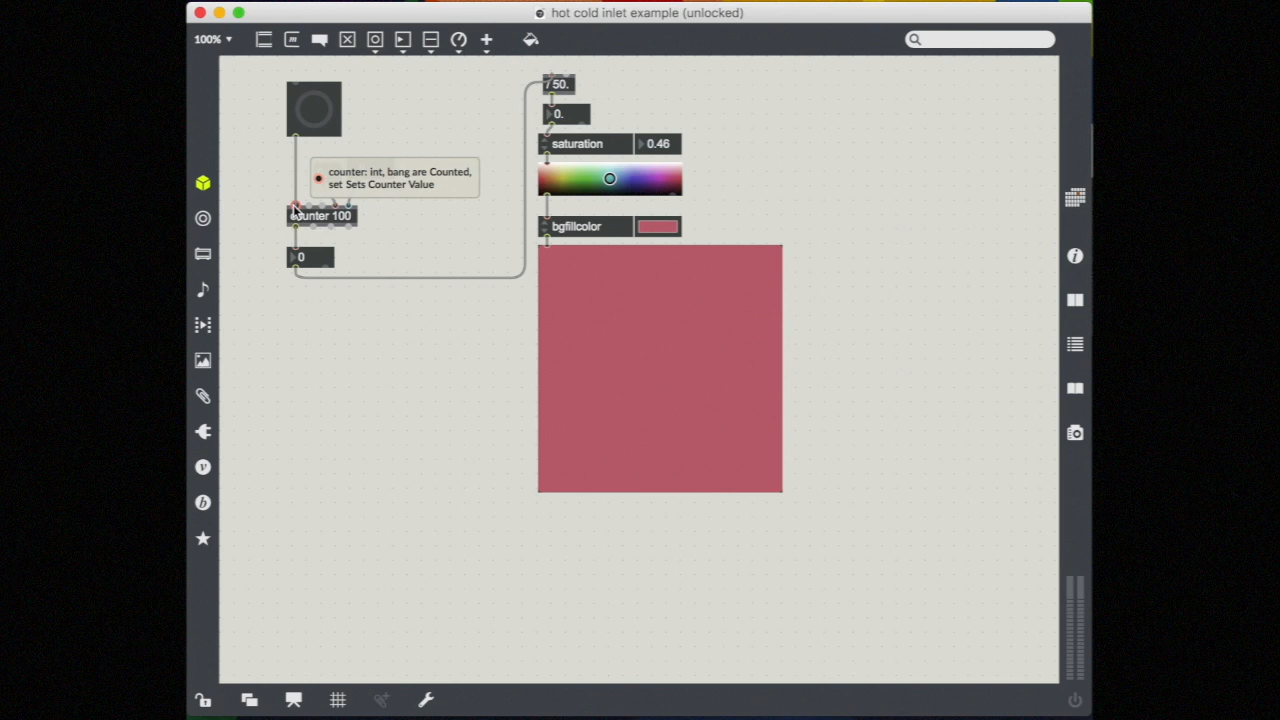 hot cold inlet example (unlocked)
100%
/ 50.
0.
saturation
0.46
counter: int, bang are Counted,
set Sets Counter Value
counter 100
bgfillcolor
0